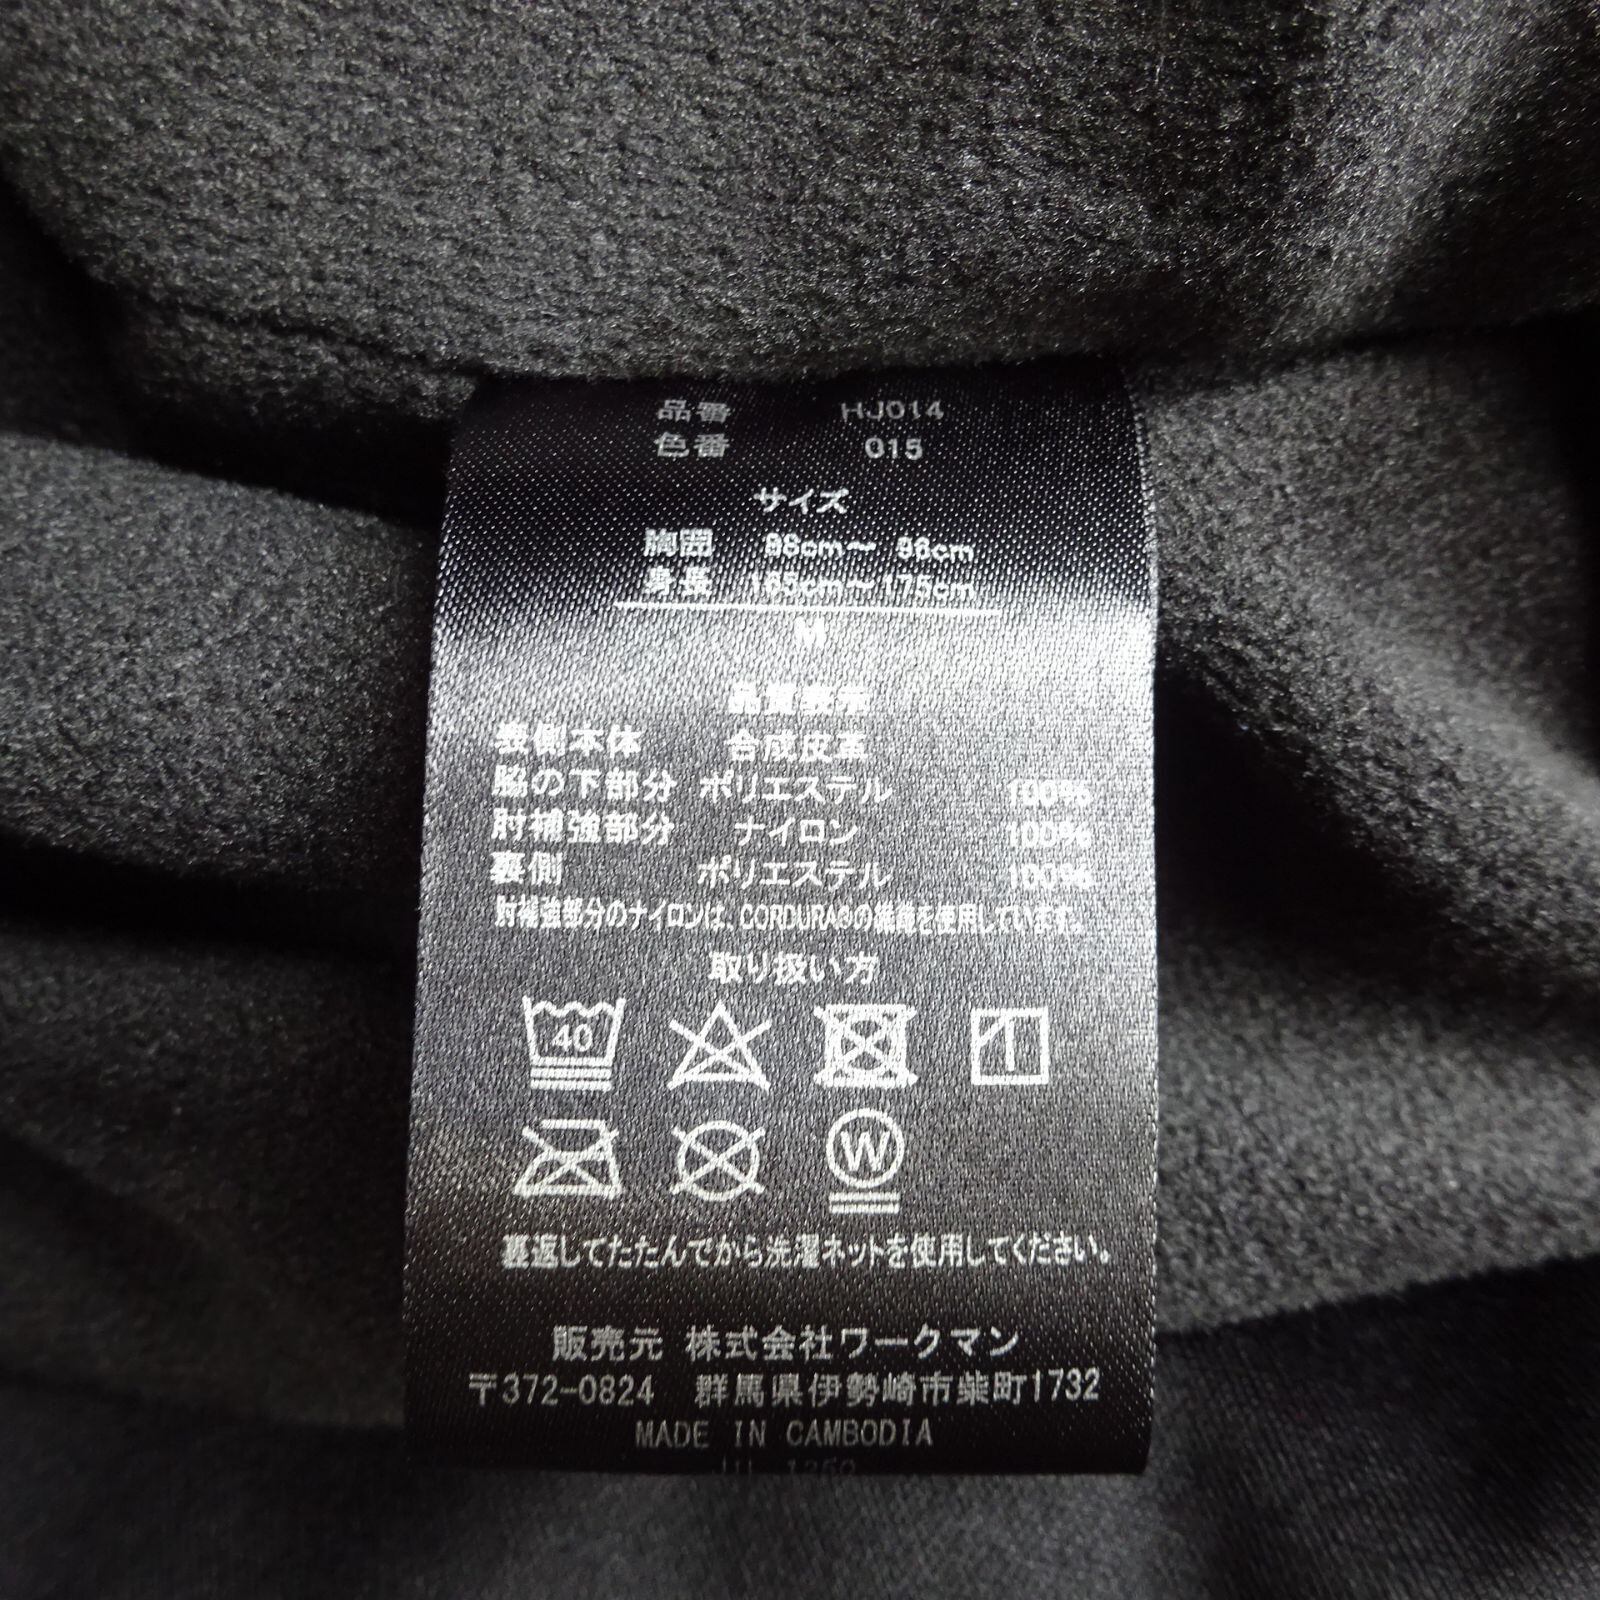 品番 HJ014
色番 015
サイズ
胸囲 88cm～ 96cm
身長 165cm～175cm
M
品質表示
表側本体 合成皮革
脇の下部分 ポリエステル 100%
肘補強部分 ナイロン 100%
裏側 ポリエステル 100%
肘補強部分のナイロンは、CORDURA®の繊維を使用しています。
取り扱い方
40
W
裏返してたたんでから洗濯ネットを使用してください。
販売元 株式会社ワークマン
〒372-0824 群馬県伊勢崎市柴町1732
MADE IN CAMBODIA